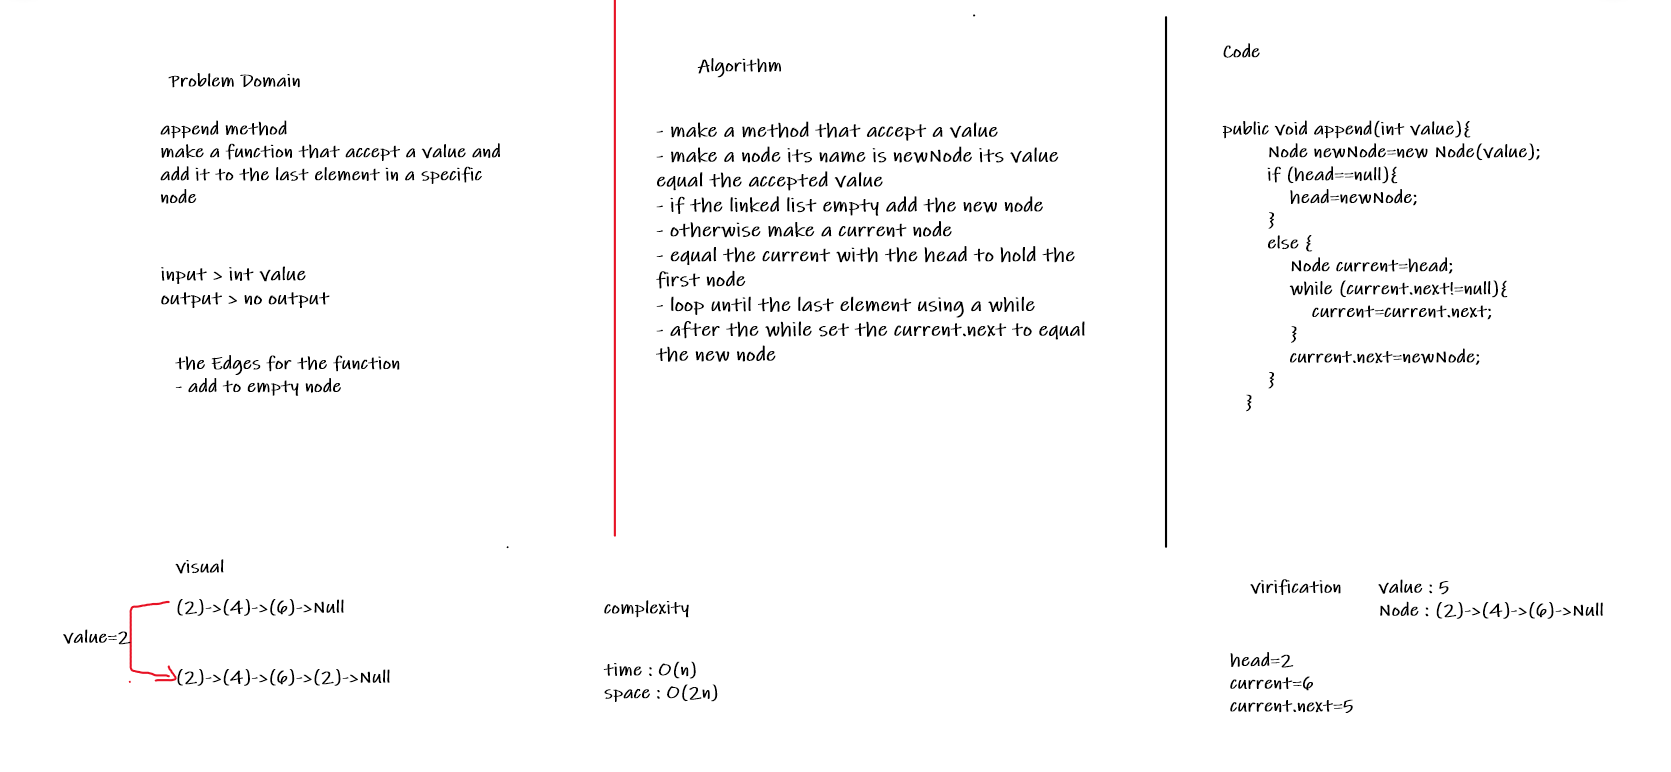 Problem Domain
append method
make a function that accept a value and
add it to the last element in a specific
node
input > int value
output > no output
the Edges for the function
- add to empty node
Algorithm
- make a method that accept a value
- make a node its name is newNode its value
equal the accepted value
- if the linked list empty add the new node
- otherwise make a current node
- equal the current with the head to hold the
first node
- loop until the last element using a while
- after the while set the current.next to equal
the new node
Code
public void append(int value){
Node newNode=new Node(value);
if (head==null){
head=newNode;
}
else {
Node current=head;
while (current.next!=null){
current=current.next;
}
current.next=newNode;
}
}
visual
(2)->(4)->(6)->Null
value=2
(2)->(4)->(6)->(2)->Null
complexity
time : O(n)
space : O(2n)
virification value : 5
Node : (2)->(4)->(6)->Null
head=2
current=6
current.next=5